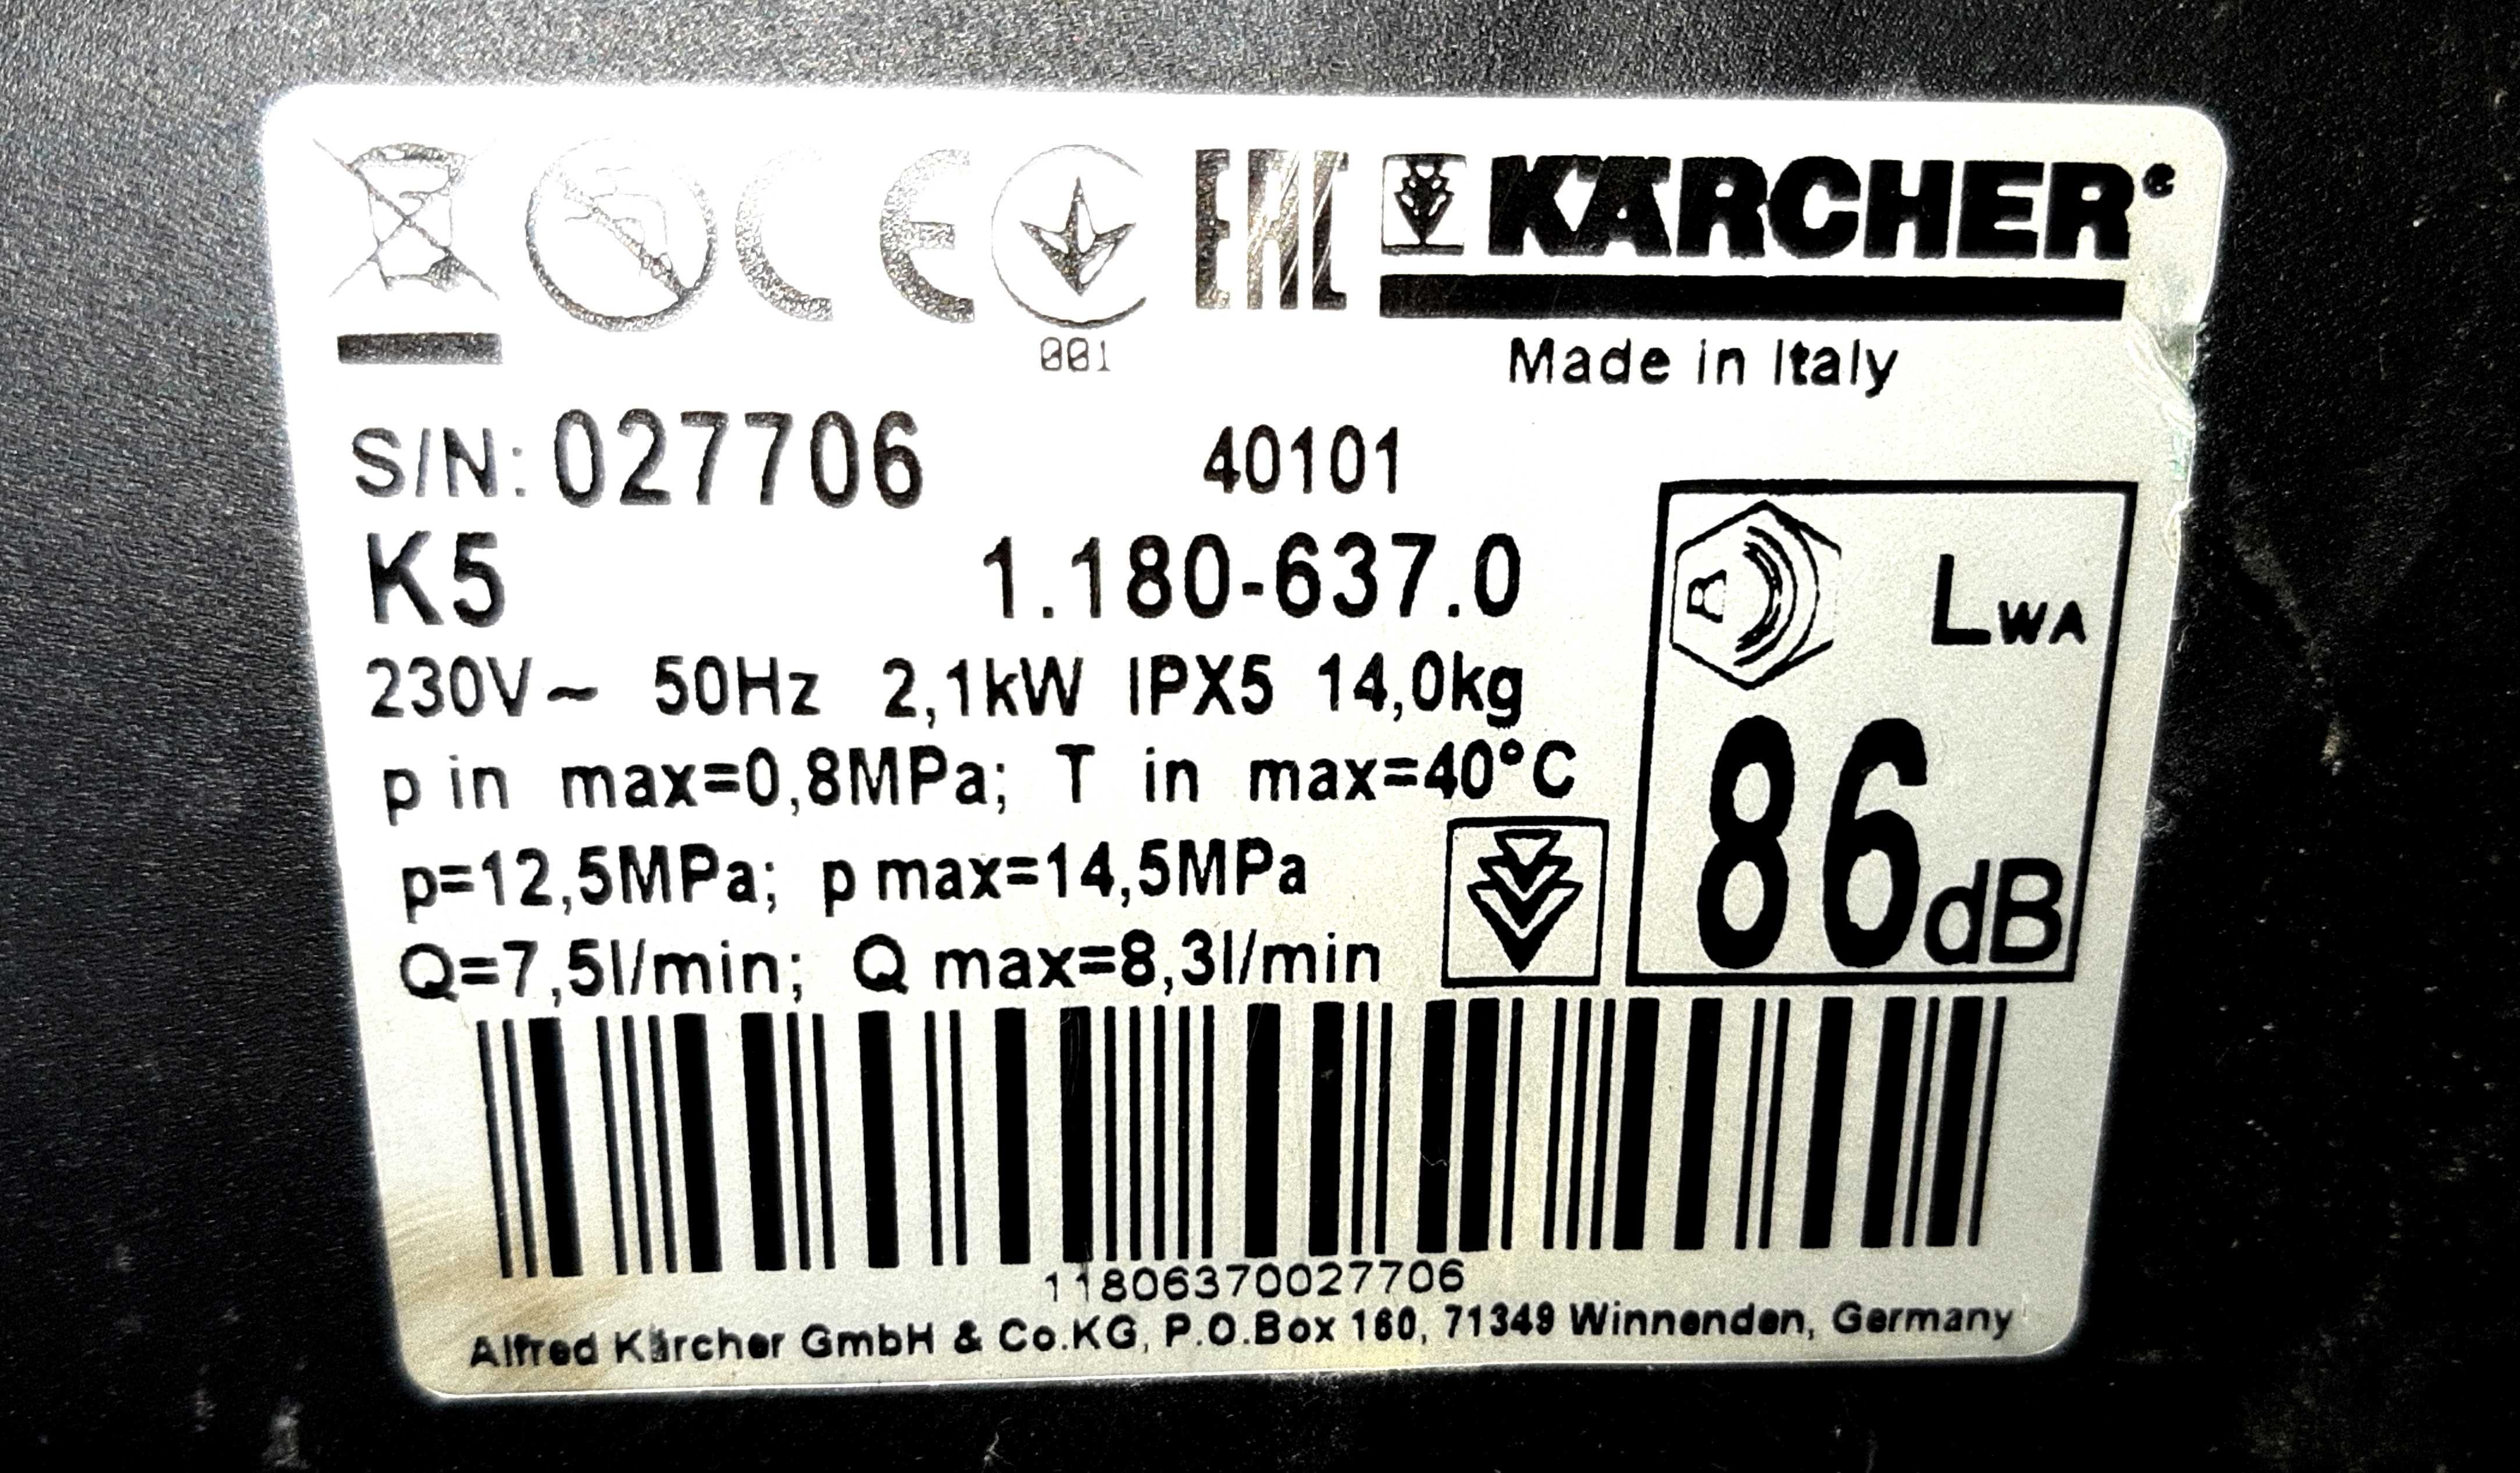 CE
001
EAC
KÄRCHER®
Made in Italy
S/N: 027706 40101
K5 1.180-637.0
230V~ 50Hz 2,1kW IPX5 14,0kg
p in max=0,8MPa; T in max=40°C
p=12,5MPa; p max=14,5MPa
Q=7,5l/min; Q max=8,3l/min
LWA
86dB
11806370027706
Alfred Kärcher GmbH & Co.KG, P.O.Box 160, 71349 Winnenden, Germany